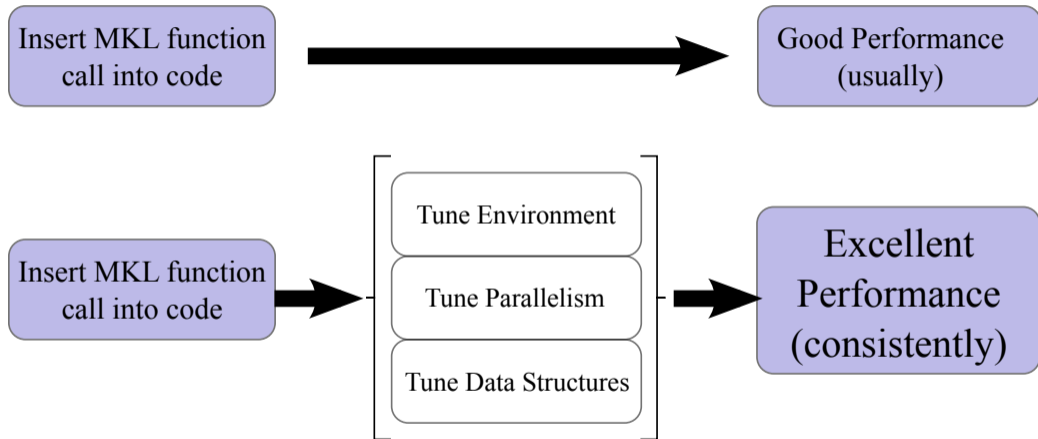 Insert MKL function
call into code
Good Performance
(usually)
Insert MKL function
call into code
Tune Environment
Tune Parallelism
Tune Data Structures
Excellent
Performance
(consistently)